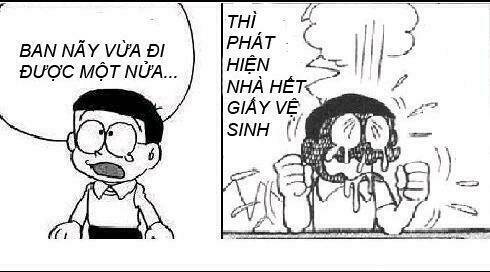 BAN NÃY VỪA ĐI
ĐƯỢC MỘT NỬA...
THÌ
PHÁT
HIỆN
NHÀ HẾT
GIẤY VỆ
SINH